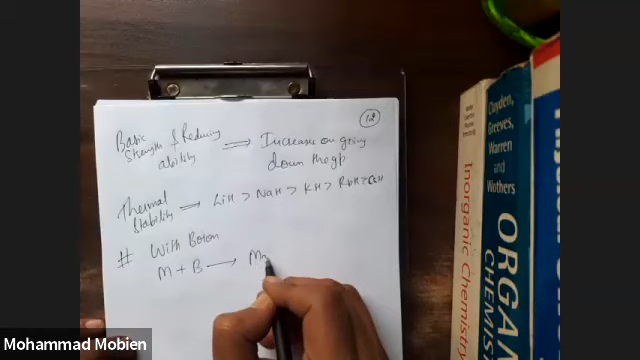 12
Basic
Strength & Reducing
ability
⟹ Increase on going
down the gp
Thermal
Stability ⟹ LiH > NaH > KH > RbH > CsH
# With Boron
M + B ⟶ M
Inorganic Chemistry
Clayden,
Greeves,
Warren
and
Wothers
ORGANIC
CHEMISTRY
Mohammad Mobien